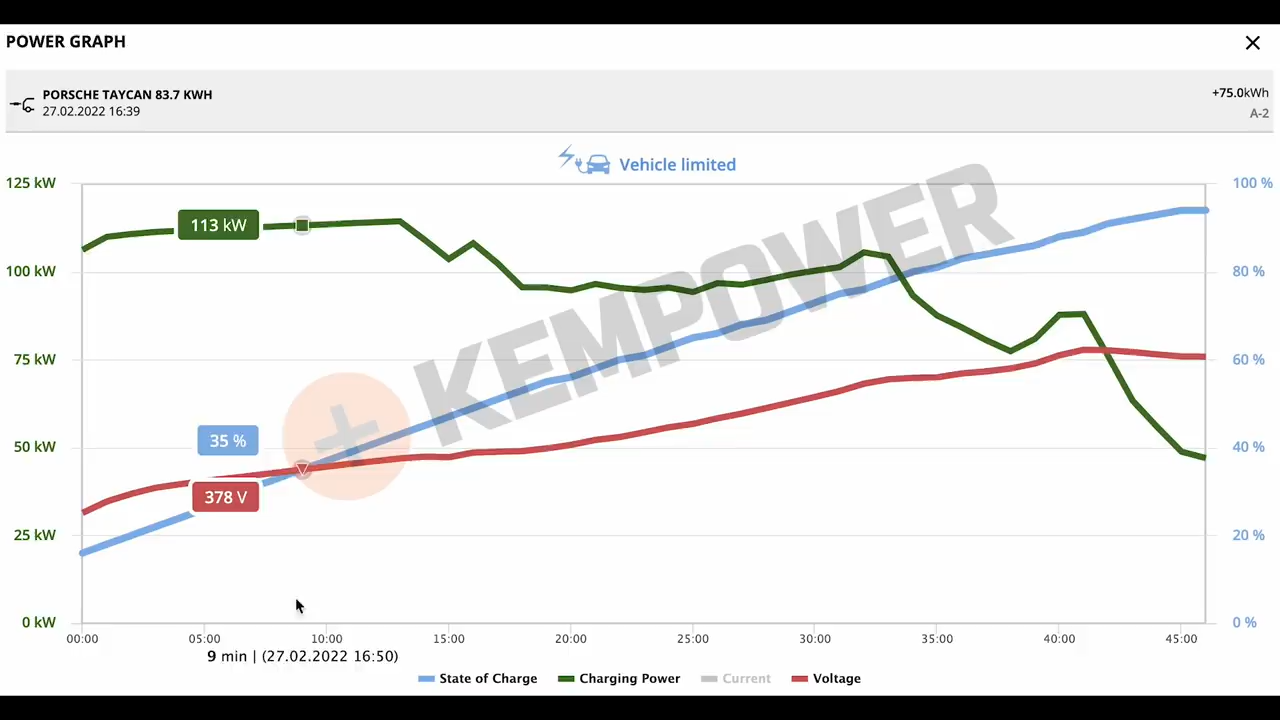 POWER GRAPH
PORSCHE TAYCAN 83.7 KWH
+75.0kWh
27.02.2022 16:39
A-2
Vehicle limited
125 kW
100 %
113 kW
100 kW
80 %
KEMPOWER
75 kW
60 %
35 %
50 kW
40 %
378 V
25 kW
20 %
0 kW
0 %
00:00 05:00 10:00 15:00 20:00 25:00 30:00 35:00 40:00 45:00
9 min | (27.02.2022 16:50)
State of Charge Charging Power Current Voltage